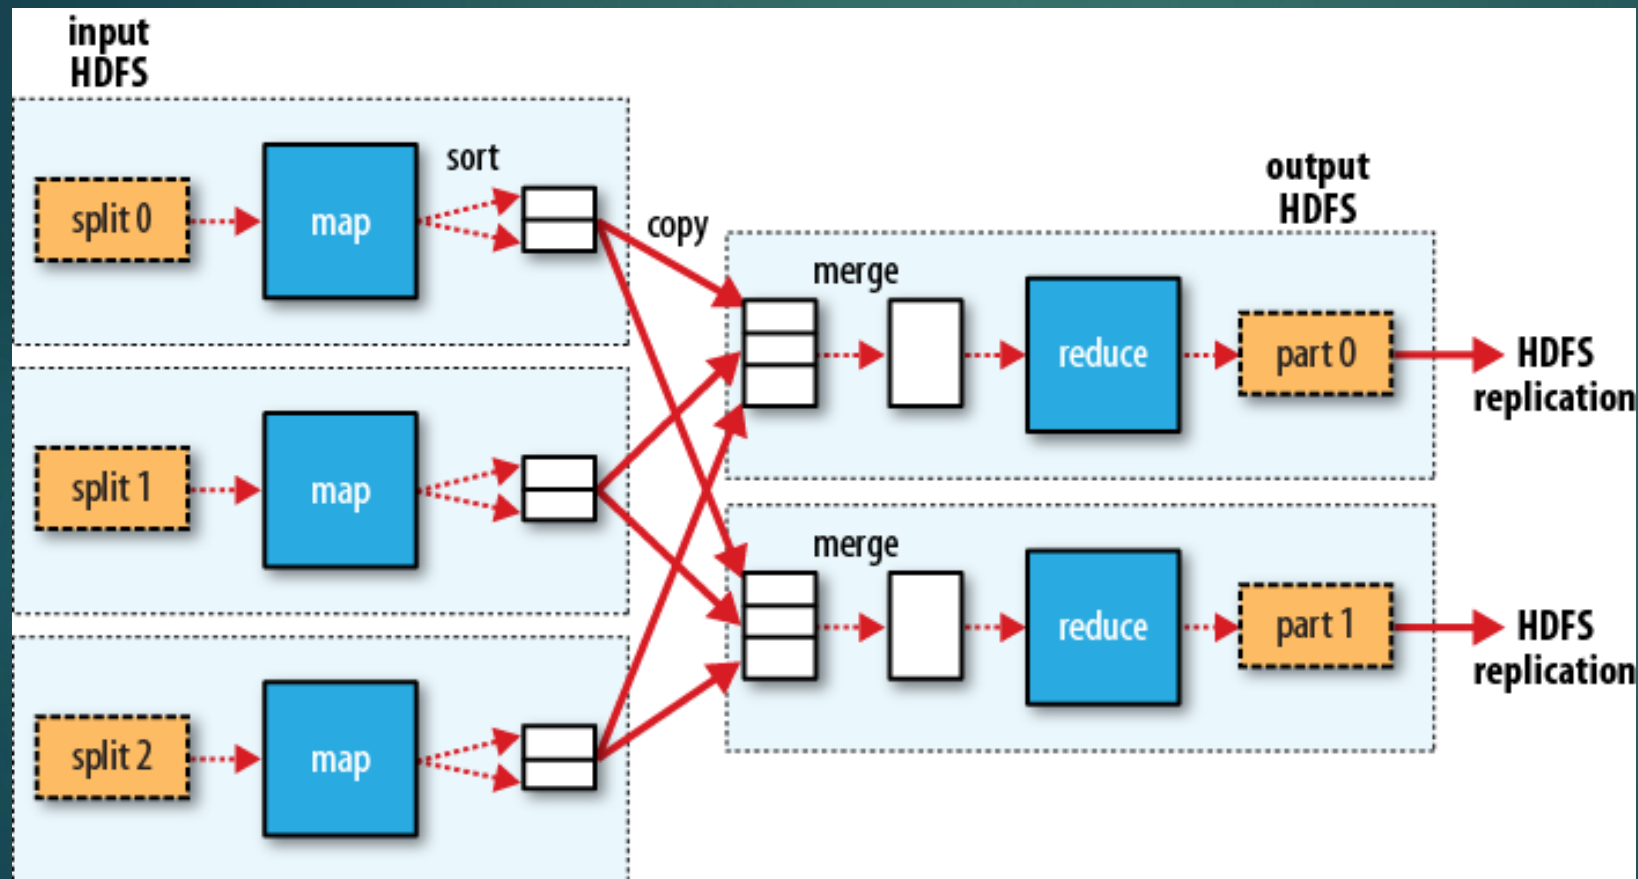 input
HDFS
split 0
map
sort
copy
split 1
map
split 2
map
output
HDFS
merge
reduce
part 0
HDFS
replication
merge
reduce
part 1
HDFS
replication